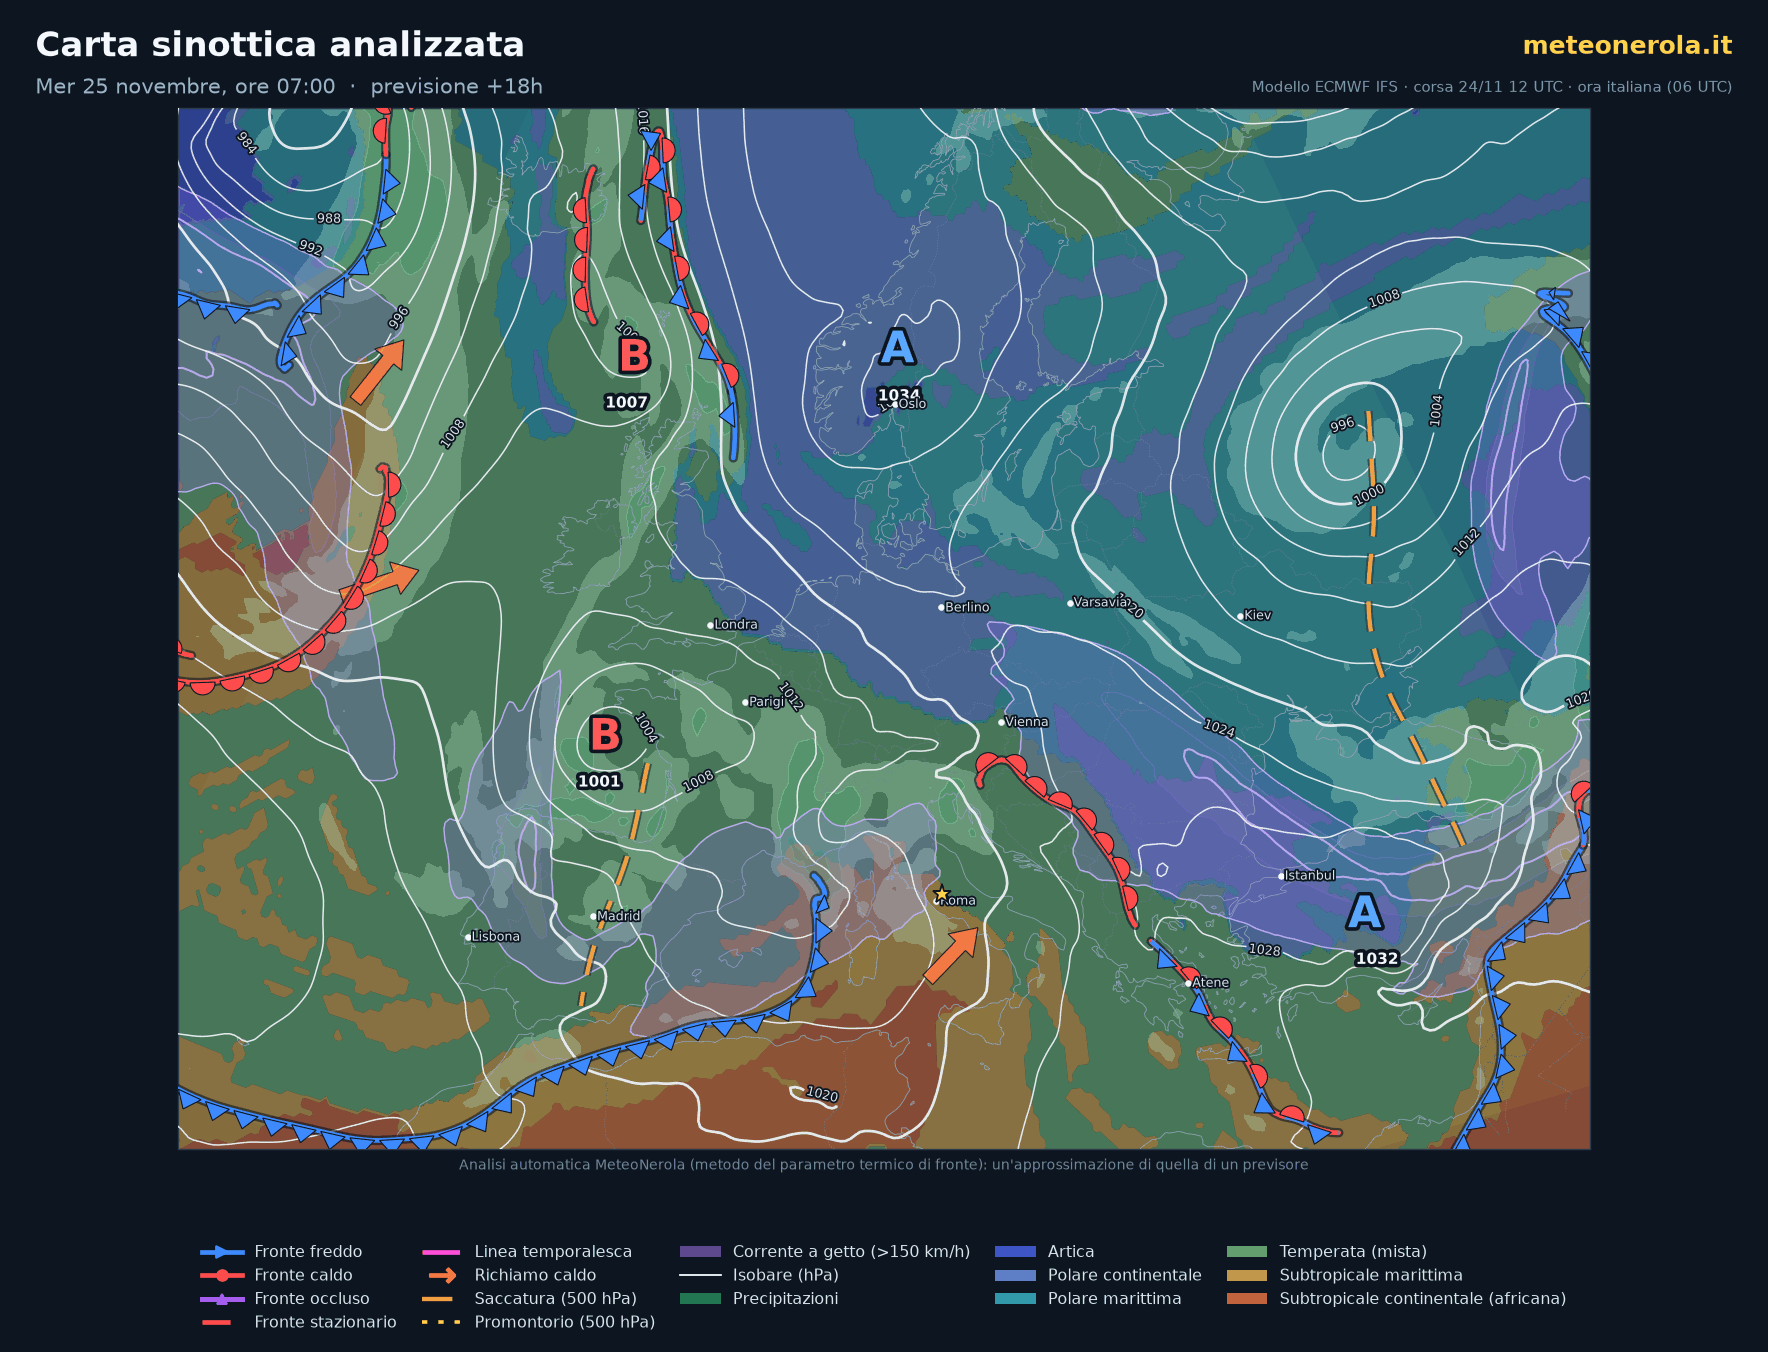 Carta sinottica analizzata
meteonerola.it
Mer 25 novembre, ore 07:00 · previsione +18h
Modello ECMWF IFS · corsa 24/11 12 UTC · ora italiana (06 UTC)
984
988
992
996
1008
B
1007
A
1034
Oslo
1008
1004
996
1000
1012
Berlino
Varsavia
1020
Kiev
Londra
Parigi
1012
Vienna
1024
B
1004
1001
1008
Istanbul
A
Roma
Madrid
Lisbona
1028
1032
Atene
1020
Analisi automatica MeteoNerola (metodo del parametro termico di fronte): un'approssimazione di quella di un previsore
Fronte freddo
Linea temporalesca
Corrente a getto (>150 km/h)
Artica
Temperata (mista)
Fronte caldo
Richiamo caldo
Isobare (hPa)
Polare continentale
Subtropicale marittima
Fronte occluso
Saccatura (500 hPa)
Precipitazioni
Polare marittima
Subtropicale continentale (africana)
Fronte stazionario
Promontorio (500 hPa)